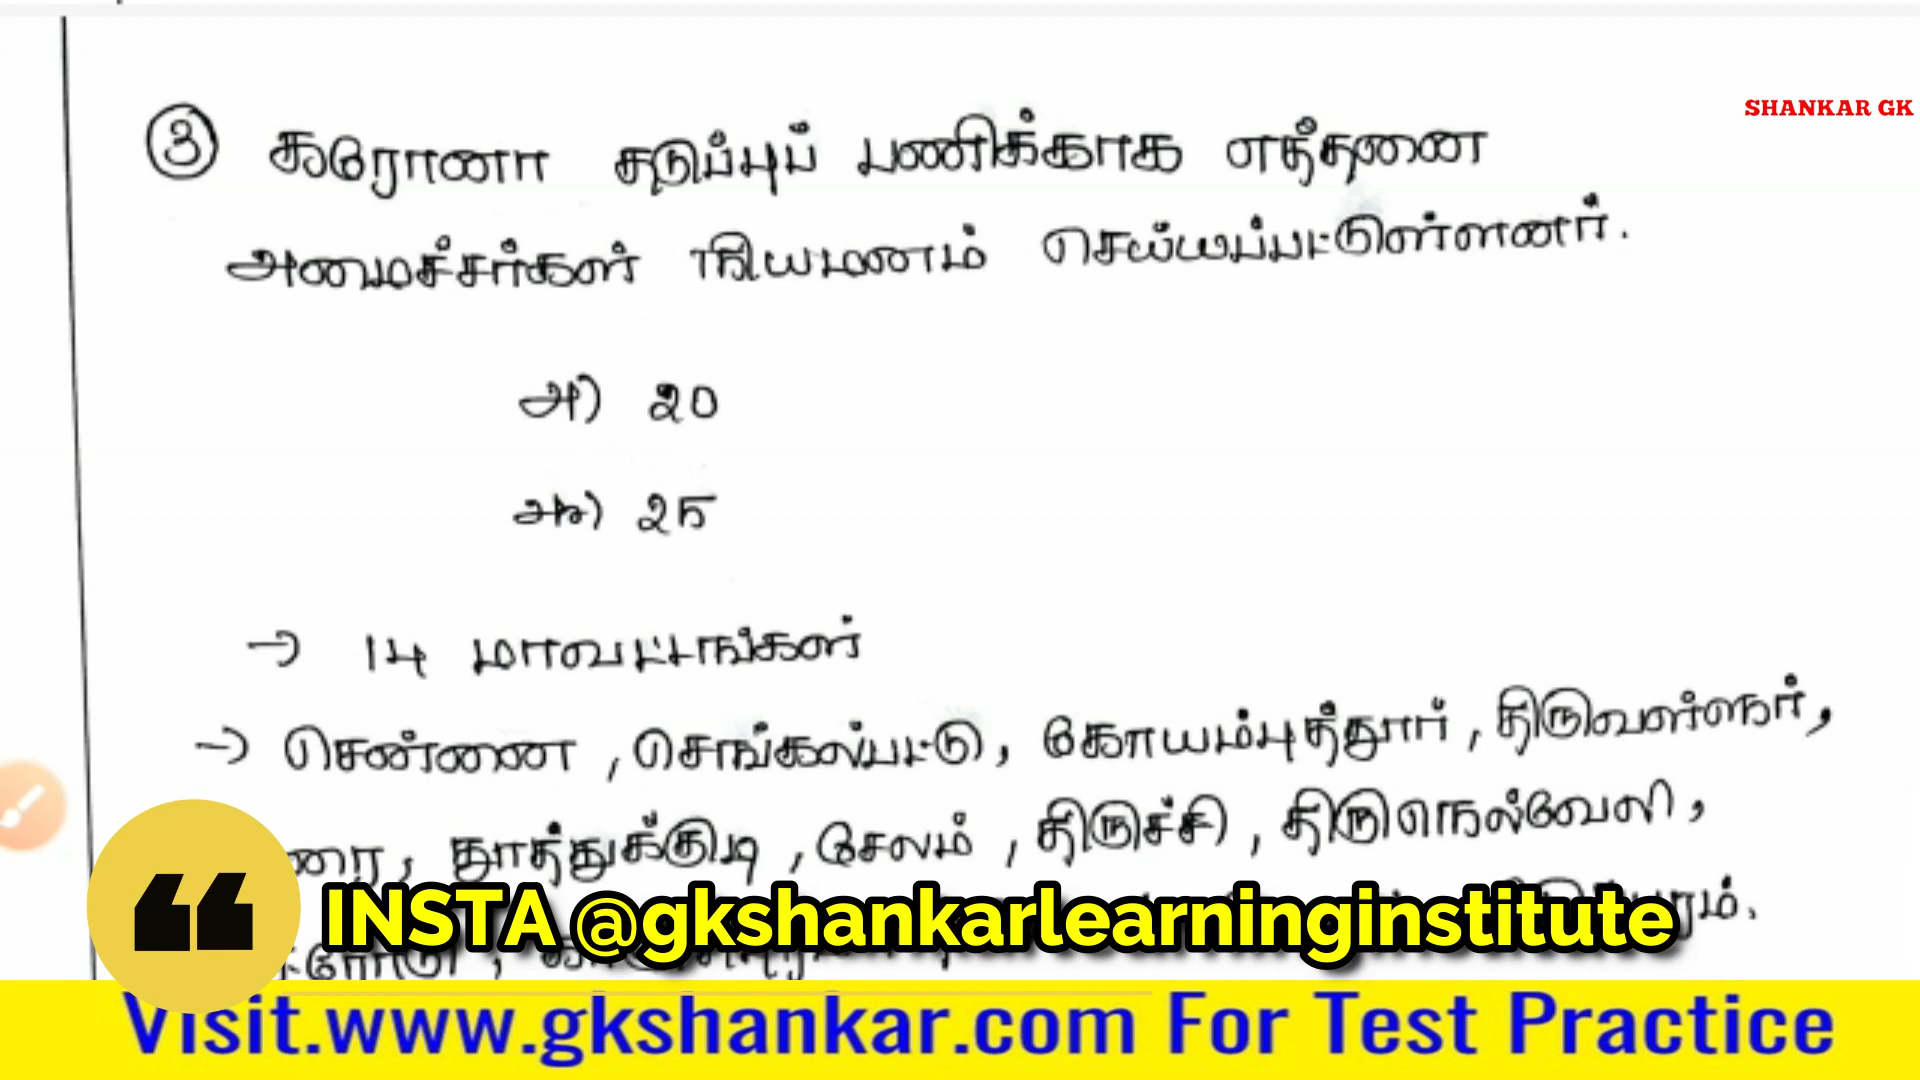 SHANKAR GK
③ கரோனா தடுப்புப் பணிக்காக எத்தனை
அமைச்சர்கள் நியமனம் செய்யப்பட்டுள்ளனர்.
அ) 20
ஆ) 25
→ 14 மாவட்டங்கள்
→ சென்னை, செங்கல்பட்டு, கோயம்புத்தூர், திருவள்ளூர்,
தூத்துக்குடி, சேலம், திருச்சி, திருநெல்வேலி,
INSTA @gkshankarlearninginstitute
Visit.www.gkshankar.com For Test Practice